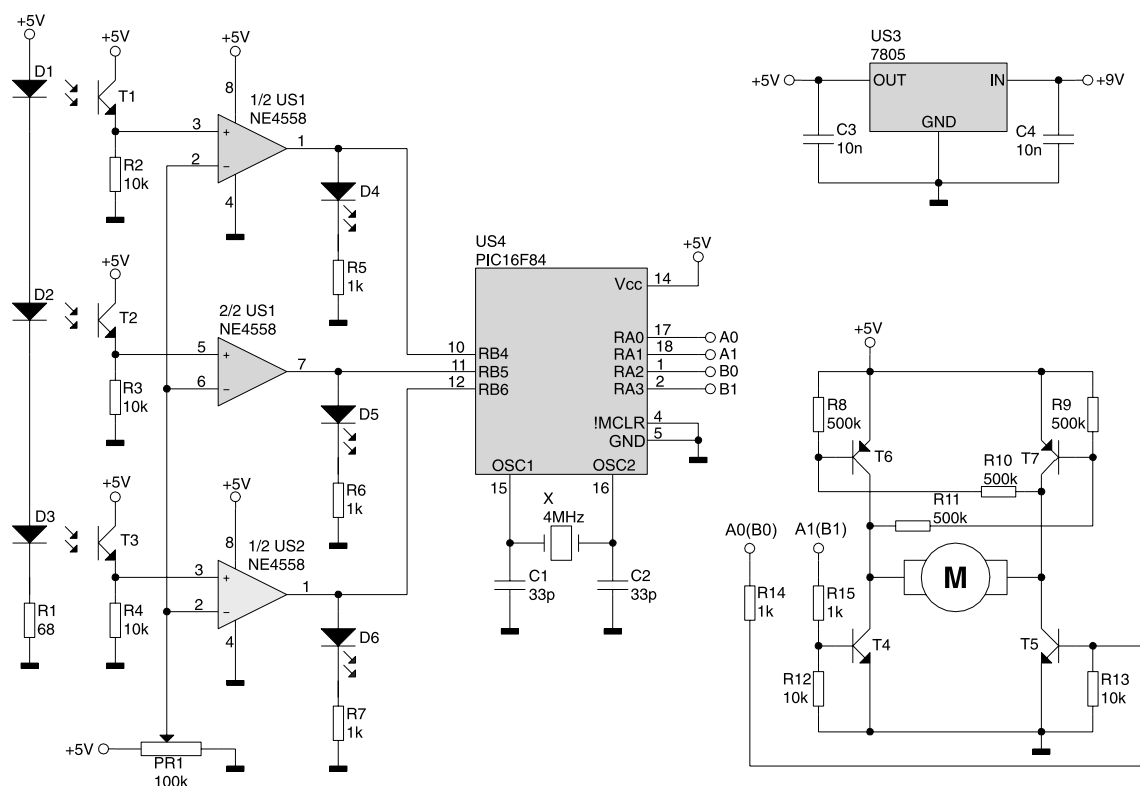 +5V
D1
+5V
T1
R2
10k
+5V
8
1/2 US1
NE4558
3
+
2
−
4
1
D4
R5
1k
US3
7805
+5V
OUT
IN
+9V
GND
C3
10n
C4
10n
D2
+5V
T2
R3
10k
2/2 US1
NE4558
5
+
6
−
7
D5
R6
1k
US4
PIC16F84
+5V
Vcc
14
10
RB4
11
RB5
12
RB6
RA0
17
A0
RA1
18
A1
RA2
1
B0
RA3
2
B1
!MCLR
4
GND
5
OSC1
OSC2
15
16
X
4MHz
C1
33p
C2
33p
D3
+5V
T3
R1
68
R4
10k
+5V
8
1/2 US2
NE4558
3
+
2
−
4
1
D6
R7
1k
+5V
PR1
100k
+5V
R8
500k
R9
500k
T6
T7
R10
500k
R11
500k
A0(B0)
A1(B1)
R14
1k
R15
1k
M
T4
T5
R12
10k
R13
10k